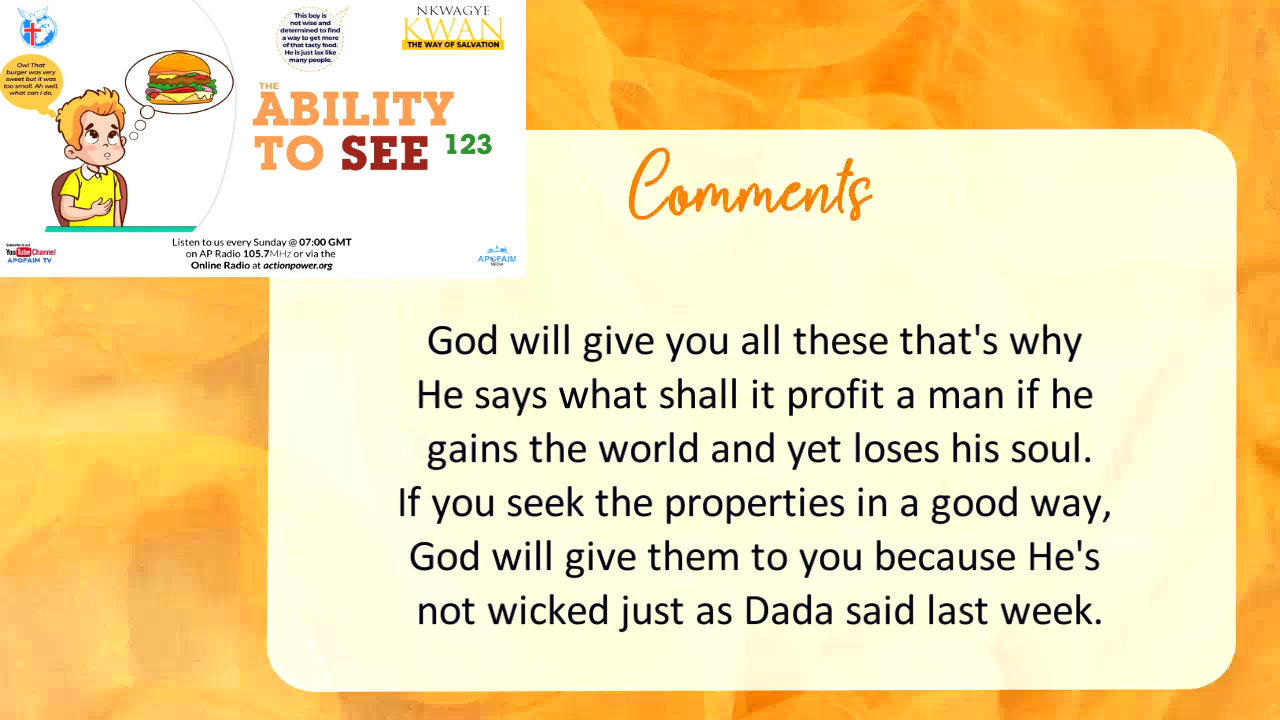 Ow! That
burger was very
sweet but it was
too small. Ah well,
what can I do.
This boy is
not wise and
determined to find
a way to get more
of that tasty food.
He is just lax like
many people.
NKWAGYE
KWAN
THE WAY OF SALVATION
THE
ABILITY
TO SEE 123
Subscribe to our
YouTube Channel
APOFAIM TV
Listen to us every Sunday @ 07:00 GMT
on AP Radio 105.7MHz or via the
Online Radio at actionpower.org
APOFAIM
MEDIA
Comments
God will give you all these that's why
He says what shall it profit a man if he
gains the world and yet loses his soul.
If you seek the properties in a good way,
God will give them to you because He's
not wicked just as Dada said last week.